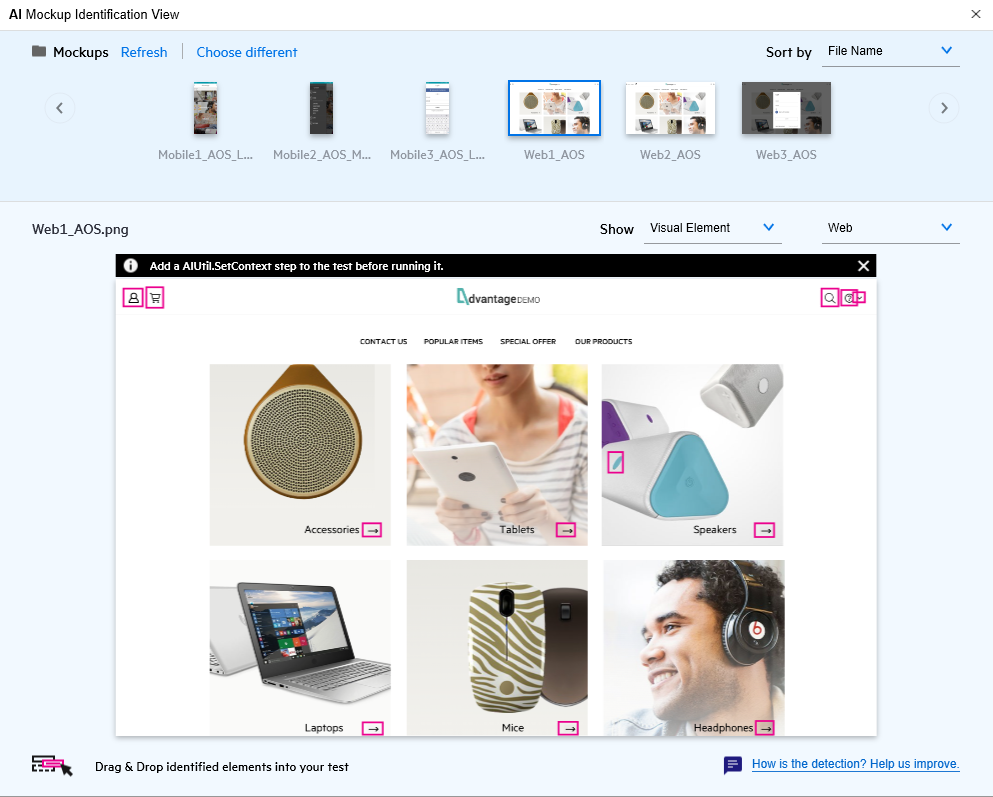 AI Mockup Identification View
Mockups Refresh Choose different Sort by File Name
Mobile1_AOS_L... Mobile2_AOS_M... Mobile3_AOS_L... Web1_AOS Web2_AOS Web3_AOS
Web1_AOS.png Show Visual Element Web
Add a AIUtil.SetContext step to the test before running it.
dvantageDEMO
CONTACT US POPULAR ITEMS SPECIAL OFFER OUR PRODUCTS
Accessories Tablets Speakers
Laptops Mice Headphones
Drag & Drop identified elements into your test How is the detection? Help us improve.